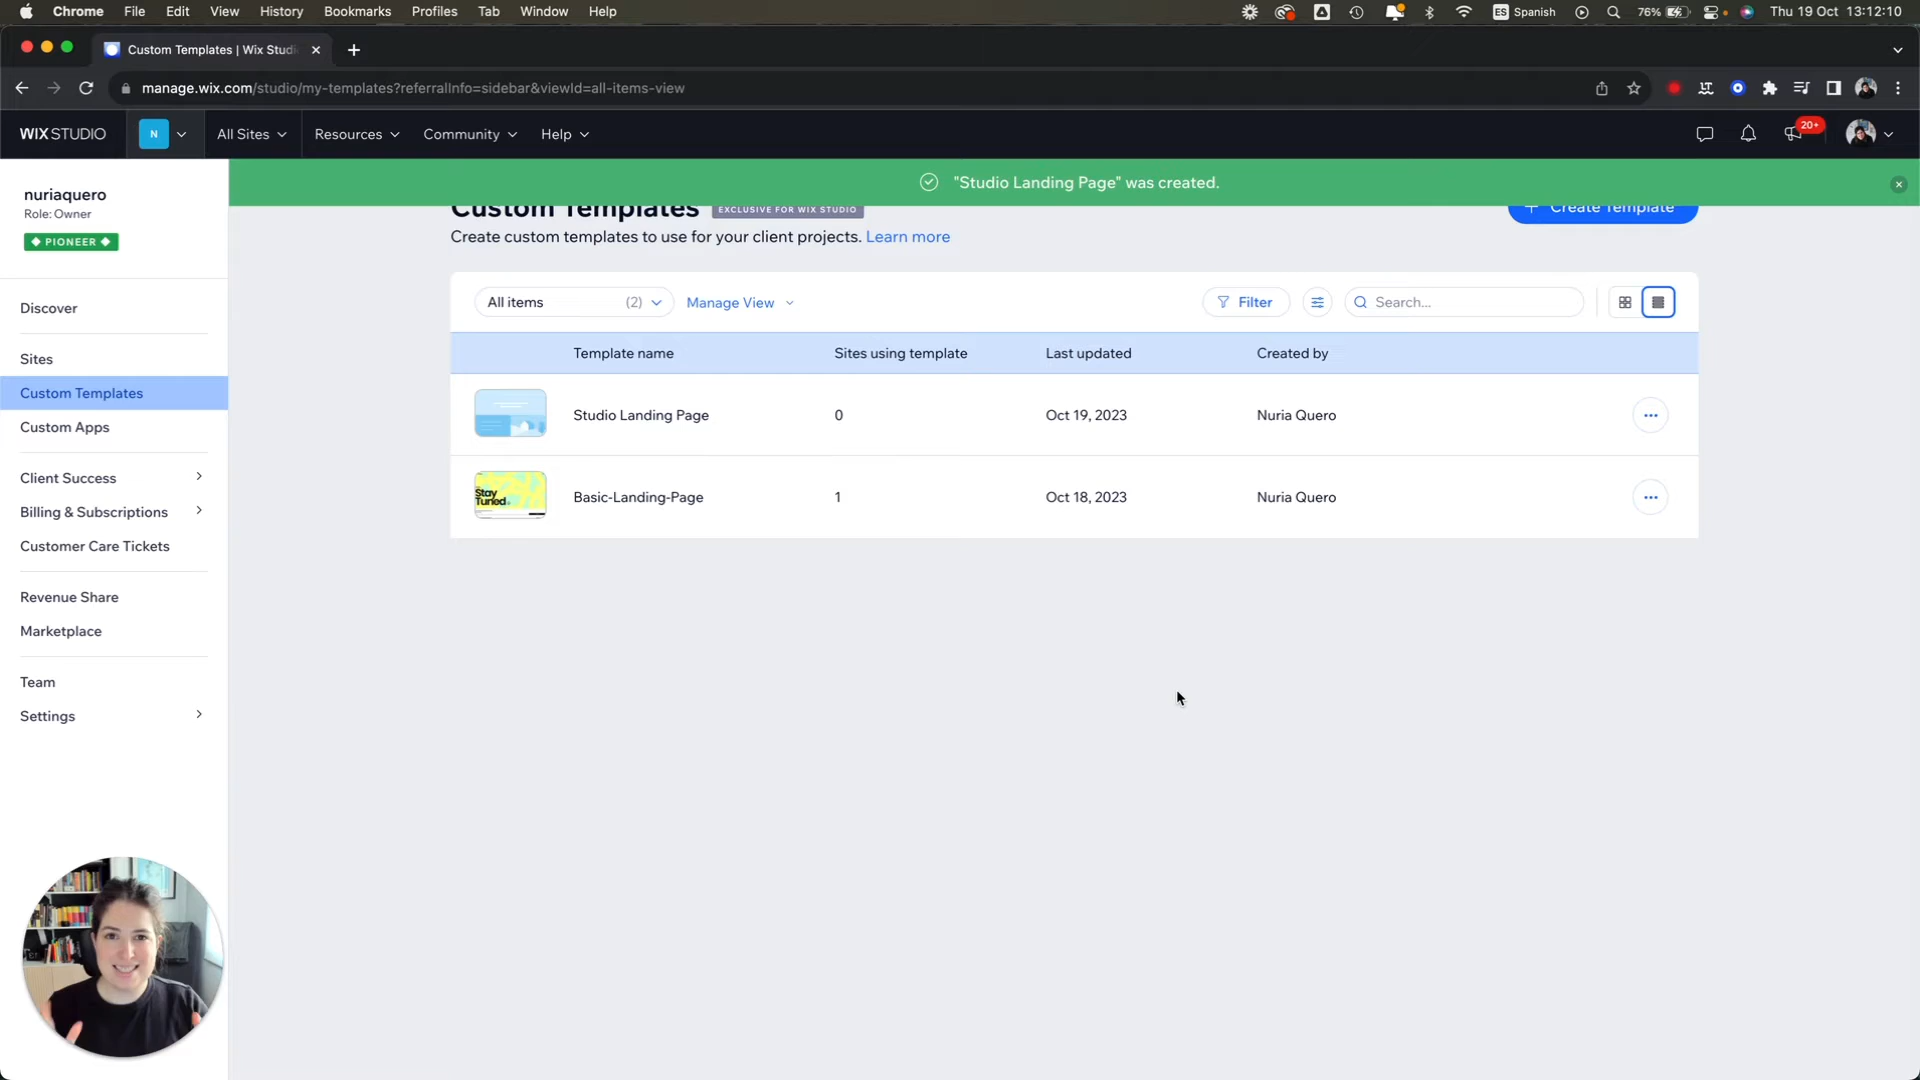 Chrome File Edit View History Bookmarks Profiles Tab Window Help
ES Spanish 76% Thu 19 Oct 13:12:10
Custom Templates | Wix Studi
manage.wix.com/studio/my-templates?referralInfo=sidebar&viewId=all-items-view
WIX STUDIO N All Sites Resources Community Help 20+
"Studio Landing Page" was created.
nuriaquero
Role: Owner
PIONEER
Discover
Sites
Custom Templates
Custom Apps
Client Success
Billing & Subscriptions
Customer Care Tickets
Revenue Share
Marketplace
Team
Settings
Custom Templates EXCLUSIVE FOR WIX STUDIO
+ Create Template
Create custom templates to use for your client projects. Learn more
All items (2) Manage View Filter Search...
Template name Sites using template Last updated Created by
Studio Landing Page 0 Oct 19, 2023 Nuria Quero
Stay
Tuned
Basic-Landing-Page 1 Oct 18, 2023 Nuria Quero